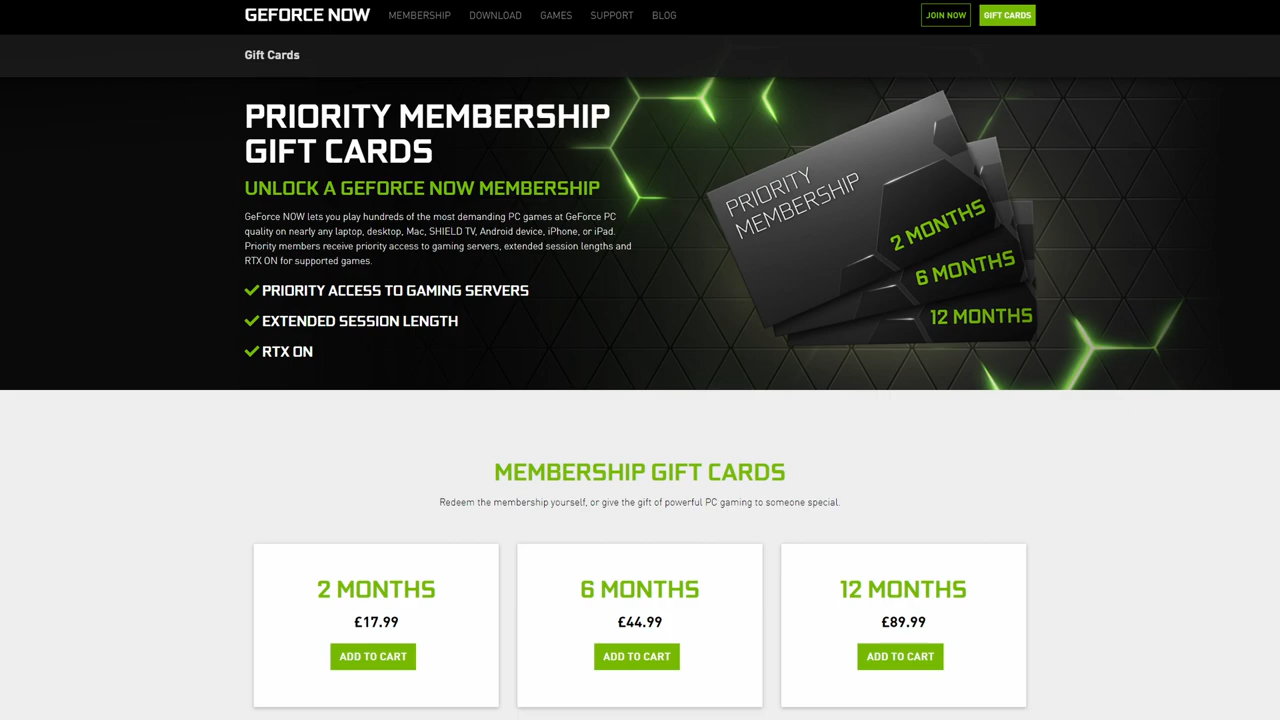 GEFORCE NOW
MEMBERSHIP
DOWNLOAD
GAMES
SUPPORT
BLOG
JOIN NOW
GIFT CARDS
Gift Cards
PRIORITY MEMBERSHIP
GIFT CARDS
UNLOCK A GEFORCE NOW MEMBERSHIP
GeForce NOW lets you play hundreds of the most demanding PC games at GeForce PC
quality on nearly any laptop, desktop, Mac, SHIELD TV, Android device, iPhone, or iPad.
Priority members receive priority access to gaming servers, extended session lengths and
RTX ON for supported games.
PRIORITY ACCESS TO GAMING SERVERS
EXTENDED SESSION LENGTH
RTX ON
PRIORITY
MEMBERSHIP
2 MONTHS
6 MONTHS
12 MONTHS
MEMBERSHIP GIFT CARDS
Redeem the membership yourself, or give the gift of powerful PC gaming to someone special.
2 MONTHS
£17.99
ADD TO CART
6 MONTHS
£44.99
ADD TO CART
12 MONTHS
£89.99
ADD TO CART